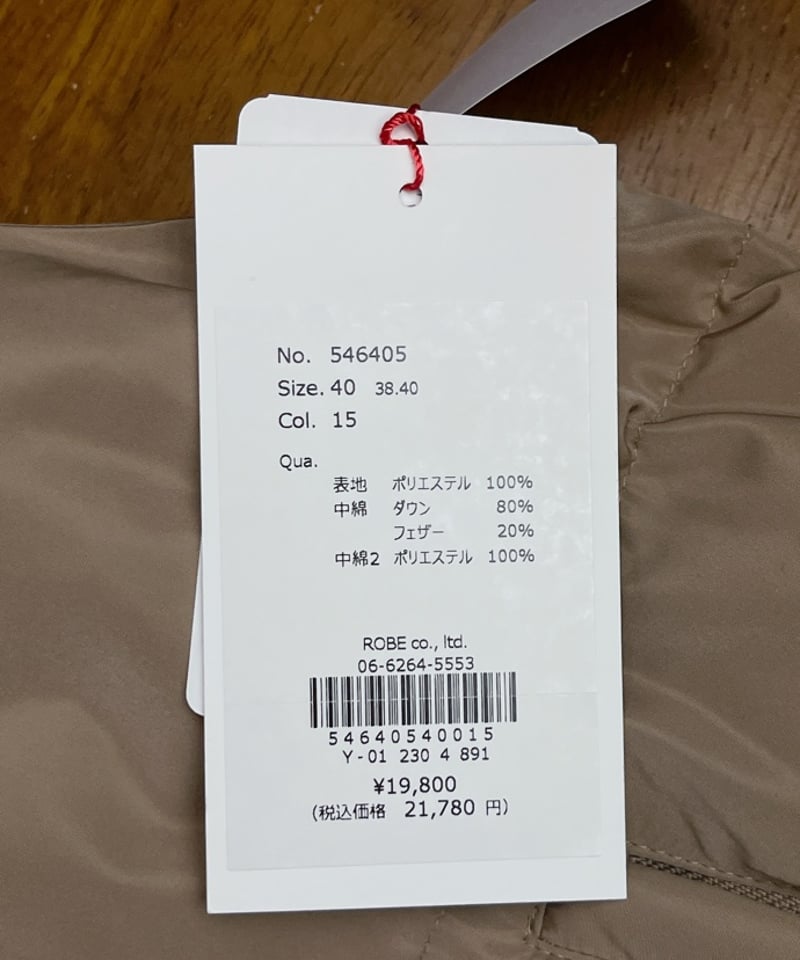 No. 546405
Size. 40 38.40
Col. 15
Qua.
表地 ポリエステル 100%
中綿 ダウン 80%
フェザー 20%
中綿2 ポリエステル 100%
ROBE co., ltd.
06-6264-5553
54640540015
Y-01 230 4 891
¥19,800
(税込価格 21,780 円)